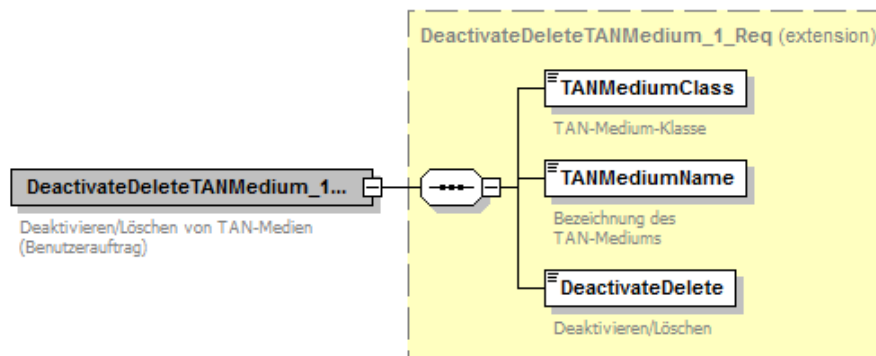 DeactivateDeleteTANMedium_1_Req (extension)
TANMediumClass
TAN-Medium-Klasse
DeactivateDeleteTANMedium_1...
Deaktivieren/Löschen von TAN-Medien
(Benutzerauftrag)
TANMediumName
Bezeichnung des
TAN-Mediums
DeactivateDelete
Deaktivieren/Löschen